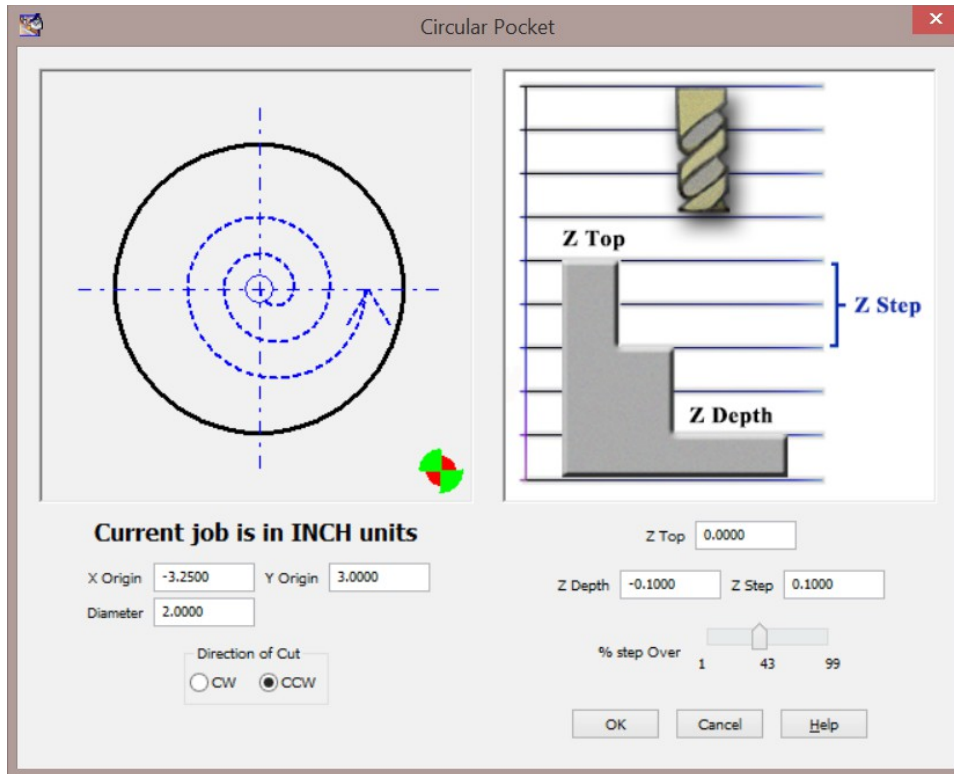 Circular Pocket
Z Top
Z Step
Z Depth
Current job is in INCH units
X Origin -3.2500 Y Origin 3.0000
Diameter 2.0000
Direction of Cut
CW CCW
Z Top 0.0000
Z Depth -0.1000 Z Step 0.1000
% step Over
1 43 99
OK Cancel Help